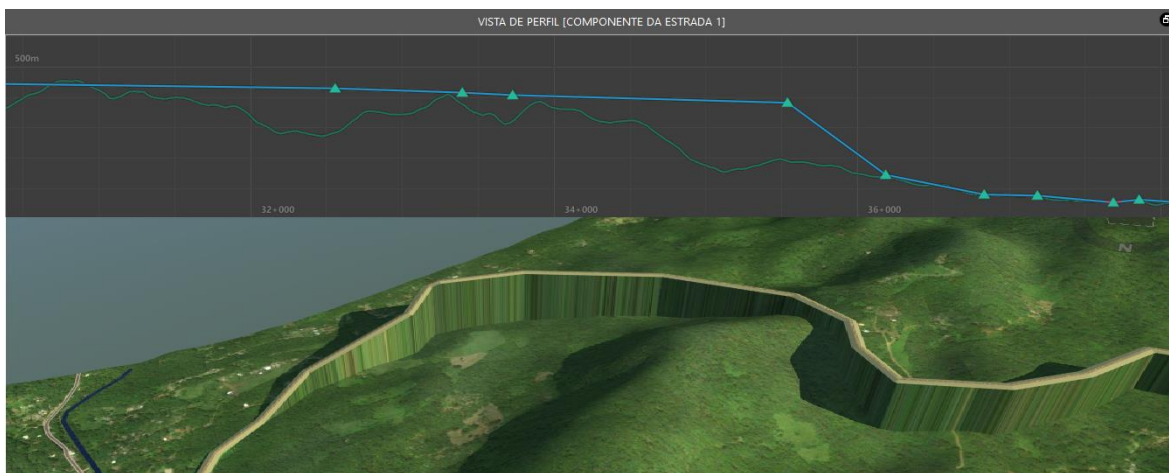 VISTA DE PERFIL [COMPONENTE DA ESTRADA 1]
500m
32+000
34+000
36+000
N